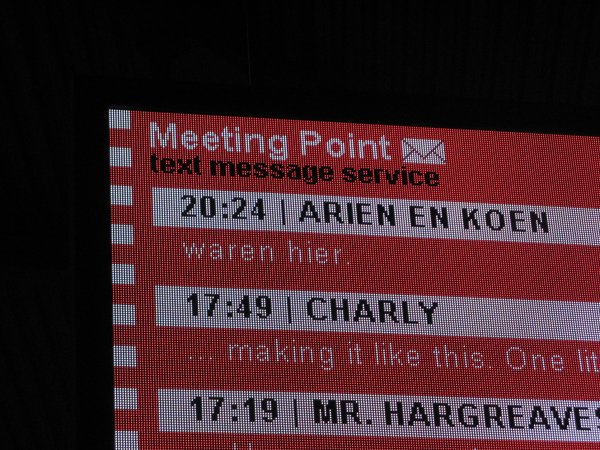 Meeting Point
text message service
20:24 | ARIEN EN KOEN
waren hier.
17:49 | CHARLY
... making it like this. One lit
17:19 | MR. HARGREAVES